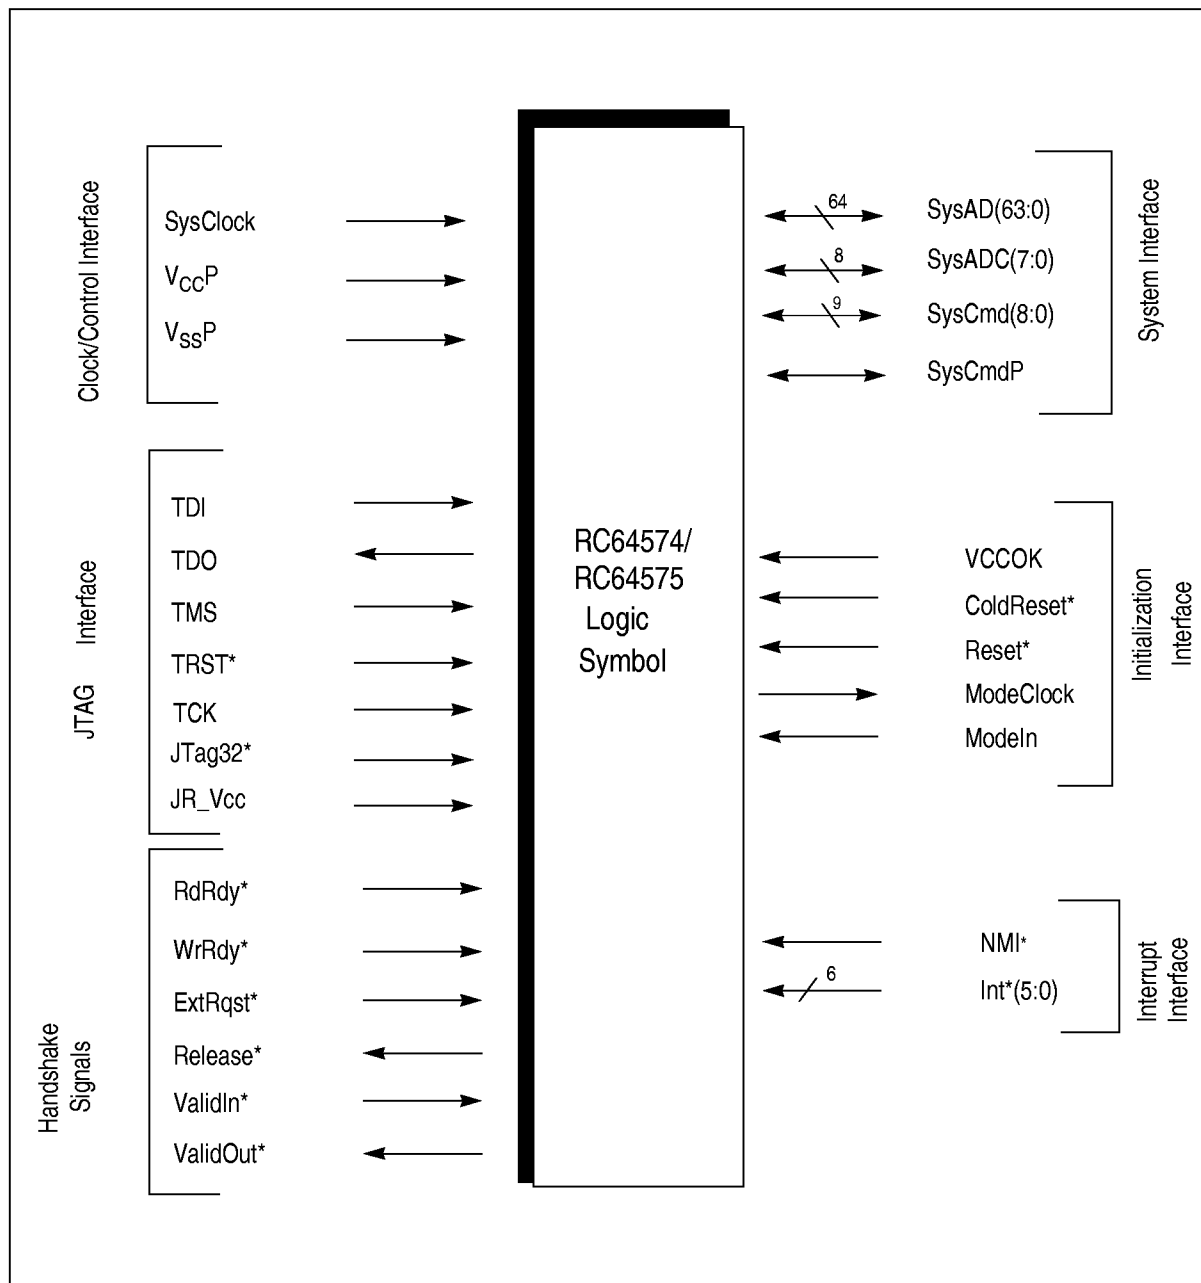 Clock/Control Interface
SysClock
VCCP
VSSP
JTAG Interface
TDI
TDO
TMS
TRST*
TCK
JTag32*
JR_Vcc
Handshake
Signals
RdRdy*
WrRdy*
ExtRqst*
Release*
ValidIn*
ValidOut*
RC64574/
RC64575
Logic
Symbol
64
SysAD(63:0)
8
SysADC(7:0)
9
SysCmd(8:0)
SysCmdP
System Interface
VCCOK
ColdReset*
Reset*
ModeClock
ModeIn
Initialization
Interface
NMI*
6
Int*(5:0)
Interrupt
Interface